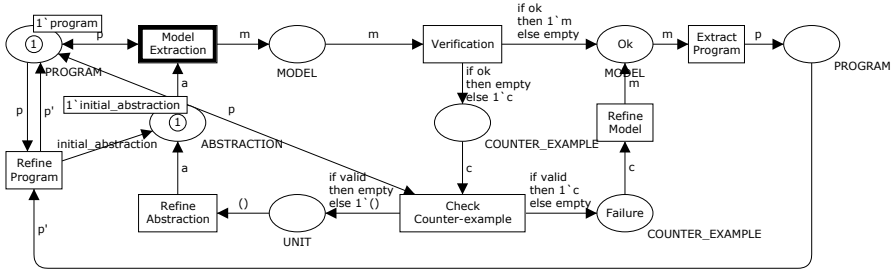 1`program
1
p
Model
Extraction
m
MODEL
m
Verification
if ok
then 1`m
else empty
Ok
MODEL
m
Extract
Program
p
PROGRAM
PROGRAM
a
if ok
then empty
else 1`c
m
p
p'
1`initial_abstraction
1
p
initial_abstraction
ABSTRACTION
COUNTER_EXAMPLE
Refine
Model
Refine
Program
a
c
c
if valid
then empty
else 1`()
if valid
then 1`c
else empty
Refine
Abstraction
()
UNIT
Check
Counter-example
Failure
COUNTER_EXAMPLE
p'